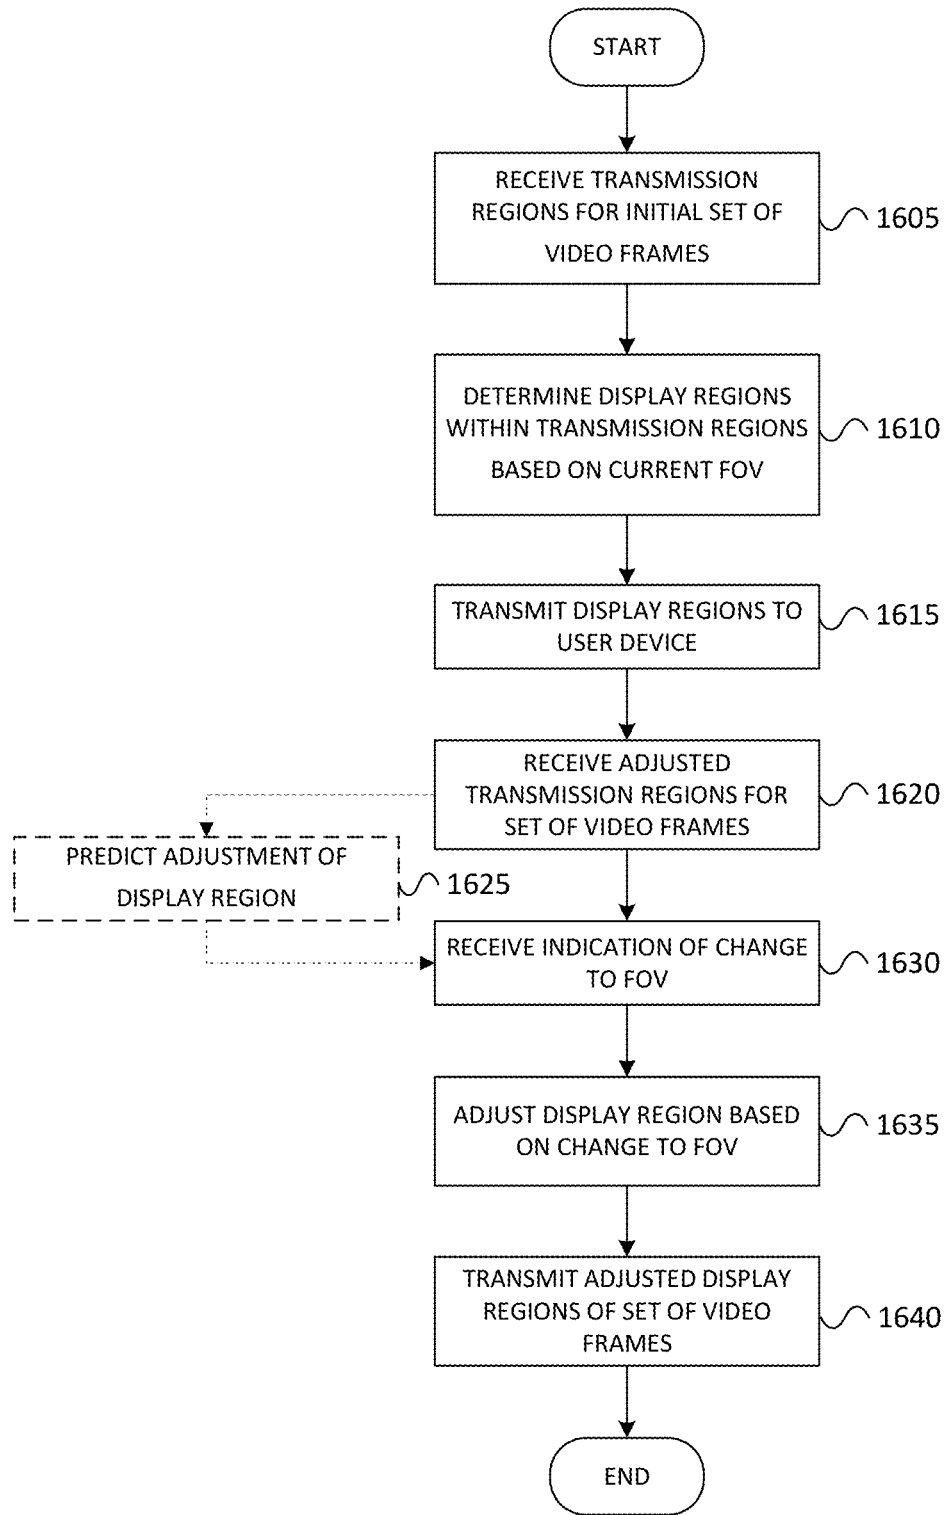 START
RECEIVE TRANSMISSION
REGIONS FOR INITIAL SET OF
VIDEO FRAMES
1605
DETERMINE DISPLAY REGIONS
WITHIN TRANSMISSION REGIONS
BASED ON CURRENT FOV
1610
TRANSMIT DISPLAY REGIONS TO
USER DEVICE
1615
RECEIVE ADJUSTED
TRANSMISSION REGIONS FOR
SET OF VIDEO FRAMES
1620
PREDICT ADJUSTMENT OF
DISPLAY REGION
1625
RECEIVE INDICATION OF CHANGE
TO FOV
1630
ADJUST DISPLAY REGION BASED
ON CHANGE TO FOV
1635
TRANSMIT ADJUSTED DISPLAY
REGIONS OF SET OF VIDEO
FRAMES
1640
END